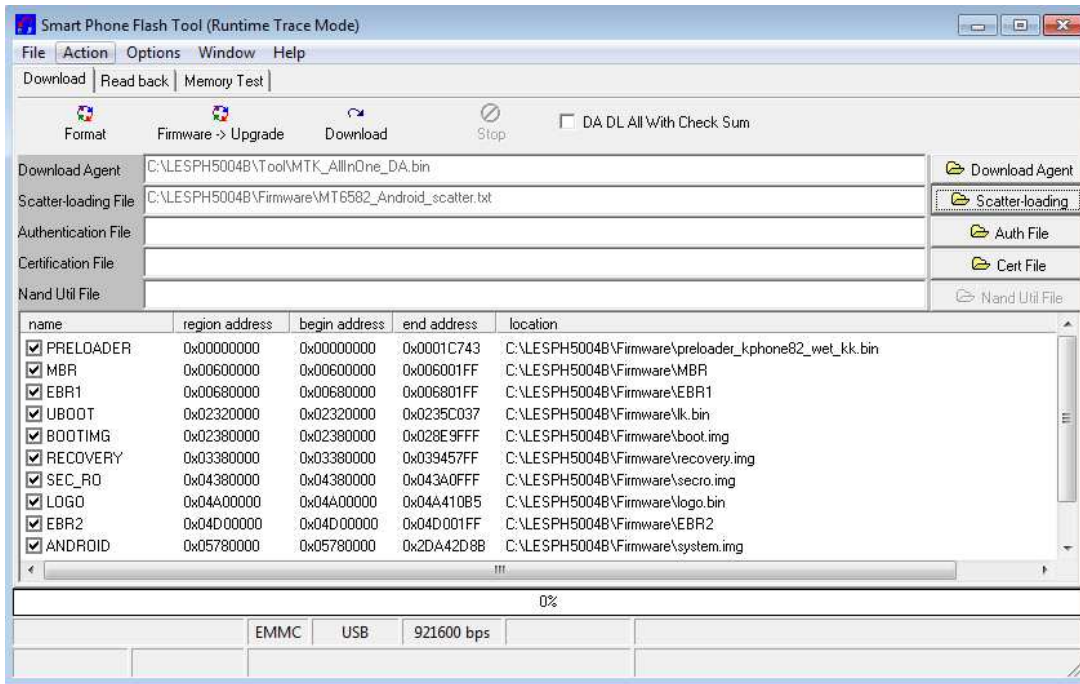 Smart Phone Flash Tool (Runtime Trace Mode)
File Action Options Window Help
Download Read back Memory Test
Format Firmware -> Upgrade Download Stop DA DL All With Check Sum
Download Agent C:\LESPH5004B\Tool\MTK_AllInOne_DA.bin Download Agent
Scatter-loading File C:\LESPH5004B\Firmware\MT6582_Android_scatter.txt Scatter-loading
Authentication File Auth File
Certification File Cert File
Nand Util File Nand Util File
name region address begin address end address location
PRELOADER 0x00000000 0x00000000 0x0001C743 C:\LESPH5004B\Firmware\preloader_kphone82_wet_kk.bin
MBR 0x00600000 0x00600000 0x006001FF C:\LESPH5004B\Firmware\MBR
EBR1 0x00680000 0x00680000 0x006801FF C:\LESPH5004B\Firmware\EBR1
UBOOT 0x02320000 0x02320000 0x0235C037 C:\LESPH5004B\Firmware\lk.bin
BOOTIMG 0x02380000 0x02380000 0x028E9FFF C:\LESPH5004B\Firmware\boot.img
RECOVERY 0x03380000 0x03380000 0x039457FF C:\LESPH5004B\Firmware\recovery.img
SEC_RO 0x04380000 0x04380000 0x043A0FFF C:\LESPH5004B\Firmware\secro.img
LOGO 0x04A00000 0x04A00000 0x04A410B5 C:\LESPH5004B\Firmware\logo.bin
EBR2 0x04D00000 0x04D00000 0x04D001FF C:\LESPH5004B\Firmware\EBR2
ANDROID 0x05780000 0x05780000 0x2DA42D8B C:\LESPH5004B\Firmware\system.img
0%
EMMC USB 921600 bps